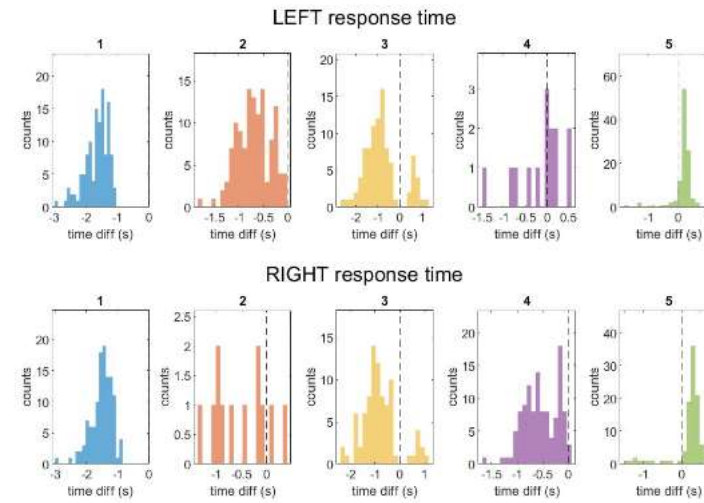 LEFT response time
1 2 3 4 5
20 15 10 5 0 counts -3 -2 -1 0 time diff (s)
15 10 5 0 counts -1.5 -1 -0.5 0 time diff (s)
20 15 10 5 0 counts -2 -1 0 1 time diff (s)
3 2 1 0 counts -1.5 -1 -0.5 0 0.5 time diff (s)
60 40 20 0 counts -1 0 1 time diff (s)
RIGHT response time
1 2 3 4 5
20 15 10 5 0 counts -3 -2 -1 0 time diff (s)
2.5 2 1.5 1 0.5 0 counts -1 -0.5 0 time diff (s)
15 10 5 0 counts -2 -1 0 1 time diff (s)
20 15 10 5 0 counts -1.5 -1 -0.5 0 time diff (s)
40 30 20 10 0 counts -1 0 time diff (s)